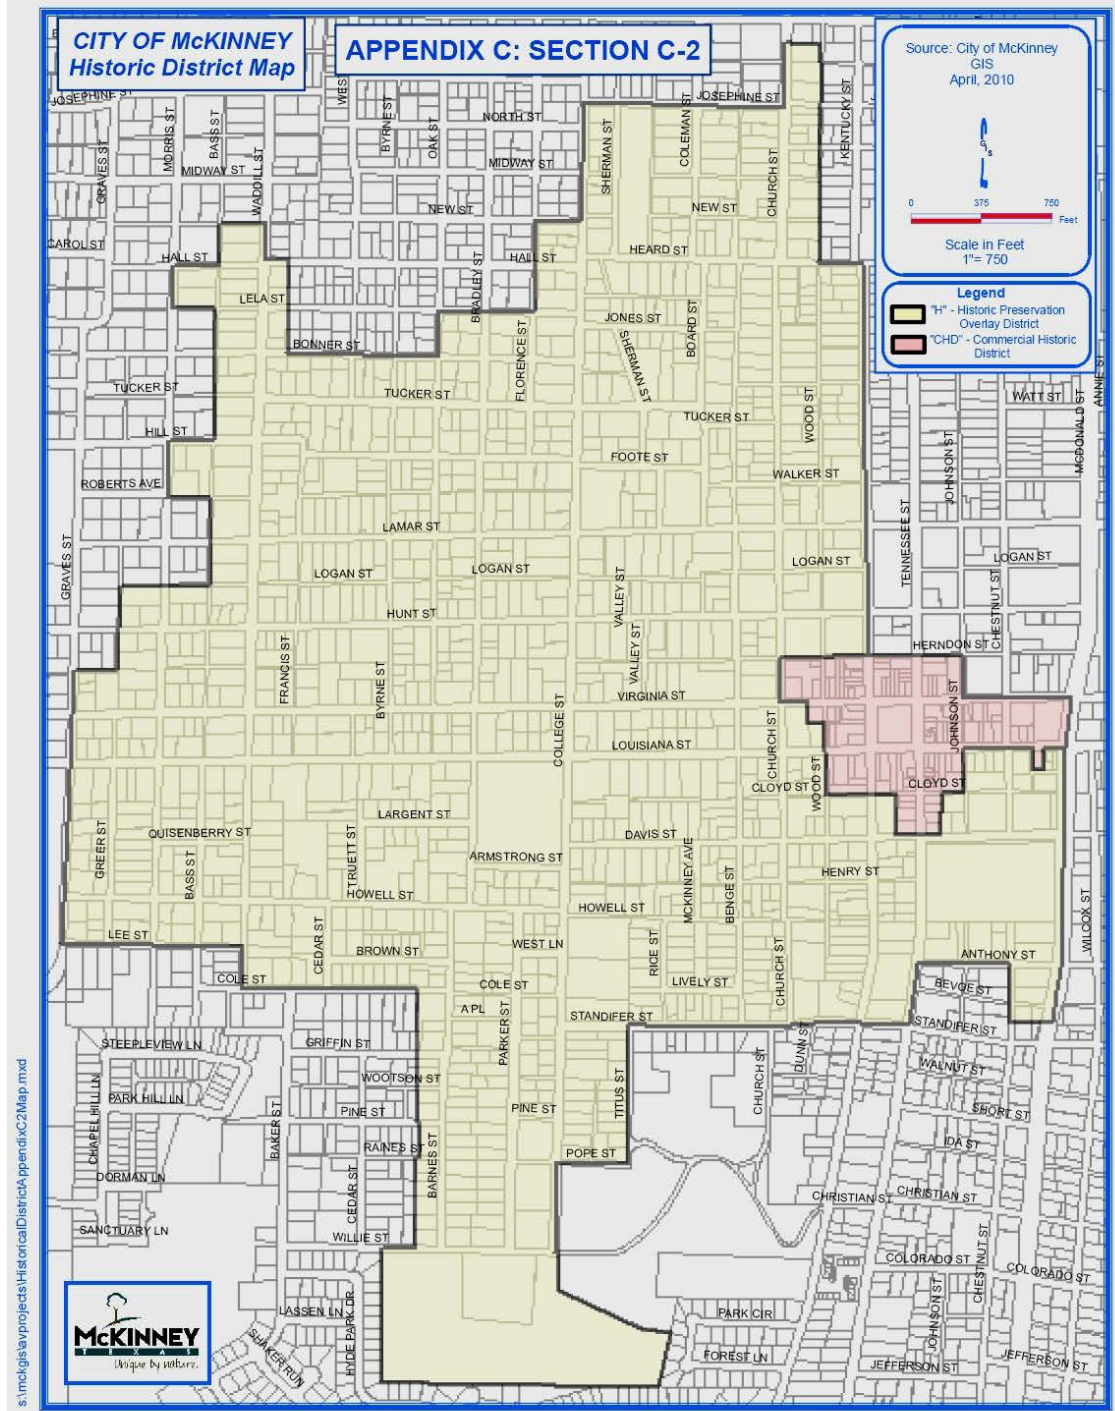 CITY OF McKINNEY
Historic District Map
APPENDIX C: SECTION C-2
Source: City of McKinney
GIS
April, 2010
GIS
0 375 750
Feet
Scale in Feet
1"= 750
Legend
"H" - Historic Preservation
Overlay District
"CHD" - Commercial Historic
District
JOSEPHINE ST
WES
JOSEPHINE ST
KENTUCKY ST
GRAVES ST
MORRIS ST
BASS ST
BYRNE ST
OAK ST
NORTH ST
SHERMAN ST
COLEMAN ST
CHURCH ST
MIDWAY ST
WADDILL ST
MIDWAY ST
NEW ST
NEW ST
CAROL ST
HALL ST
BRADLEY ST
HALL ST
HEARD ST
LELA ST
JONES ST
BOARD ST
BONNER ST
FLORENCE ST
SHERMAN ST
TUCKER ST
TUCKER ST
TUCKER ST
WOOD ST
WATT ST
MCDONALD ST
ANNIE ST
HILL ST
FOOTE ST
WALKER ST
JOHNSON ST
ROBERTS AVE
LAMAR ST
TENNESSEE ST
GRAVES ST
LOGAN ST
LOGAN ST
VALLEY ST
LOGAN ST
LOGAN ST
CHESTNUT ST
HUNT ST
HERNDON ST
FRANCIS ST
BYRNE ST
VALLEY ST
VIRGINIA ST
COLLEGE ST
JOHNSON ST
LOUISIANA ST
CHURCH ST
CLOYD ST
WOOD ST
CLOYD ST
LARGENT ST
QUISENBERRY ST
DAVIS ST
GREER ST
BASS ST
TRUETT ST
ARMSTRONG ST
MCKINNEY AVE
BENGE ST
HENRY ST
HOWELL ST
HOWELL ST
WILCOX ST
LEE ST
CEDAR ST
BROWN ST
WEST LN
RICE ST
CHURCH ST
ANTHONY ST
COLE ST
COLE ST
LIVELY ST
BEVOE ST
A PL
PARKER ST
STANDIFER ST
STANDIFER ST
STEEPLEVIEW LN
GRIFFIN ST
DUNN ST
WALNUT ST
CHAPEL HILL LN
PARK HILL LN
WOOTSON ST
TITUS ST
CHURCH ST
PINE ST
PINE ST
SHORT ST
BAKER ST
RAINES ST
BARNES ST
POPE ST
IDA ST
DORMAN LN
CEDAR ST
CHRISTIAN ST
CHRISTIAN ST
SANCTUARY LN
WILLIE ST
CHESTNUT ST
COLORADO ST
COLORADO ST
LASSEN LN
HYDE PARK DR
SHAKER RUN
PARK CIR
JOHNSON ST
FOREST LN
JEFFERSON ST
JEFFERSON ST
McKINNEY
TEXAS
Unique by nature.
s:\mckgis\avprojects\HistoricalDistrictAppendixC2Map.mxd